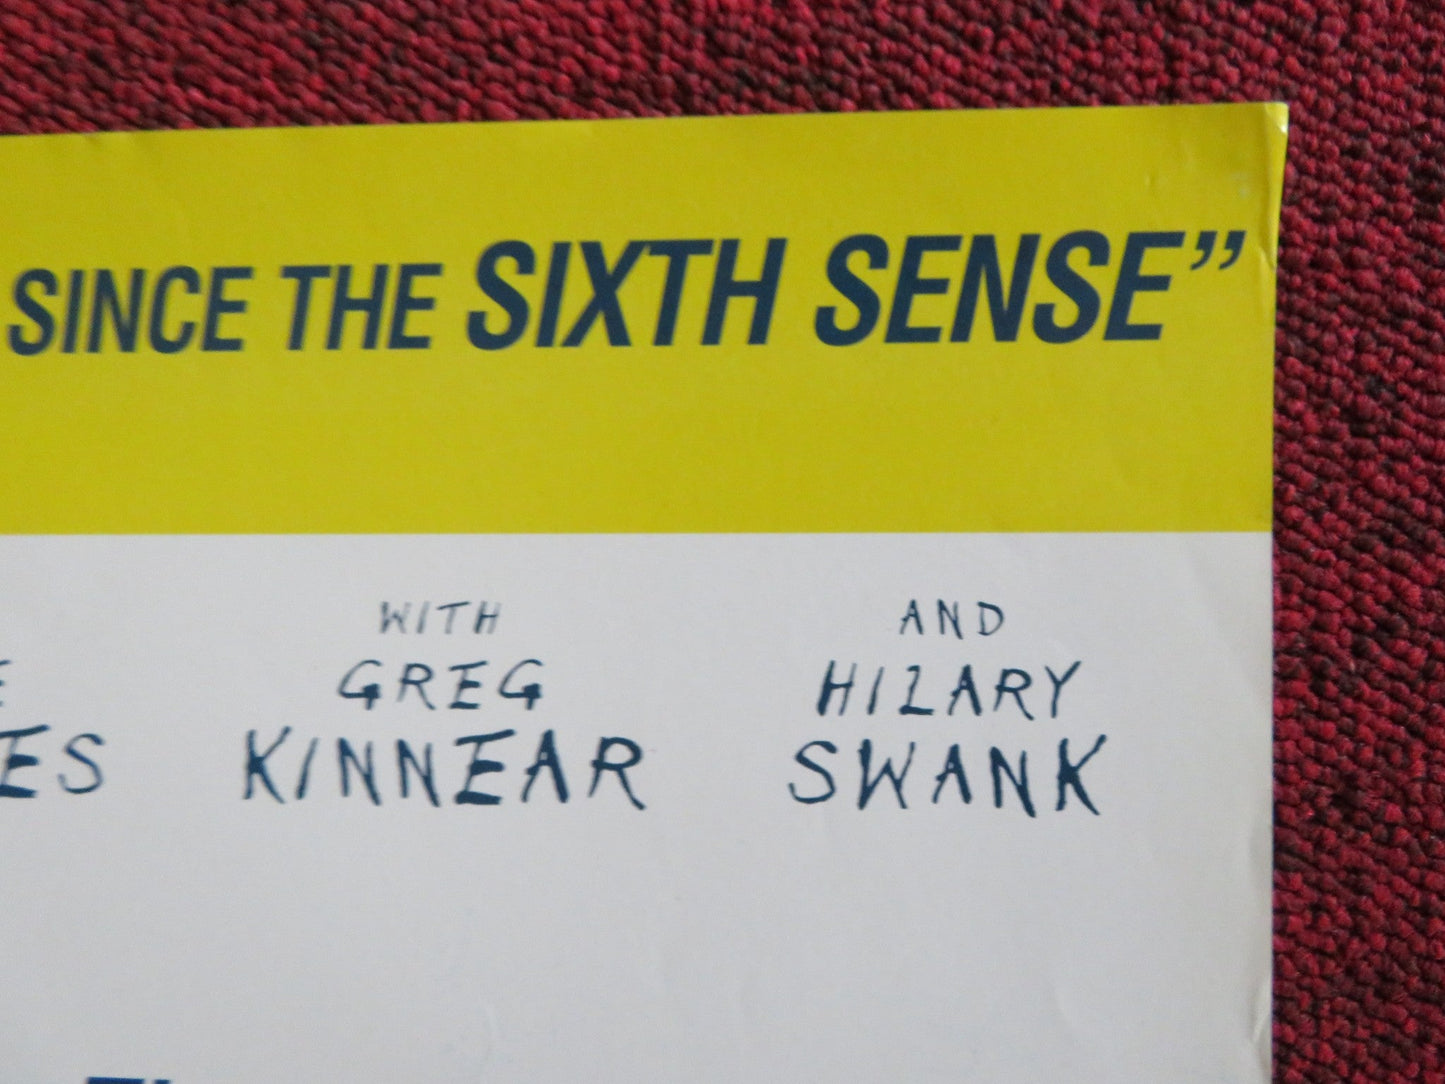 SINCE THE SIXTH SENSE”
WITH
GREG
KINNEAR
AND
HILARY
SWANK